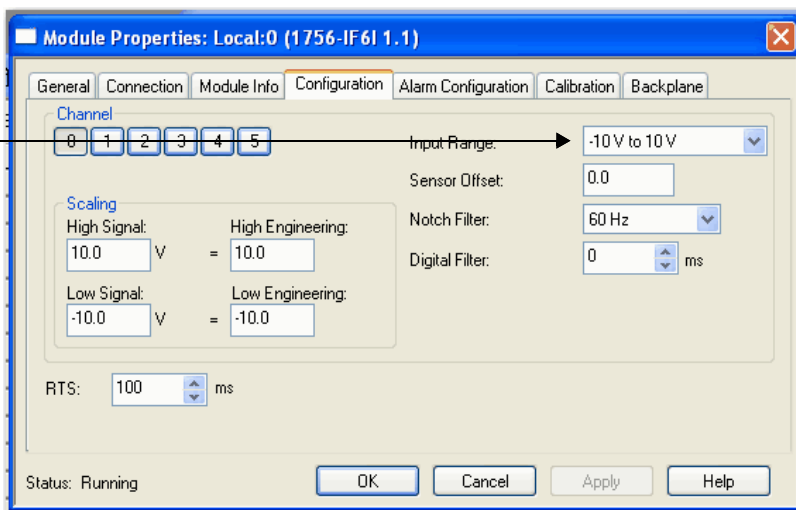 Module Properties: Local:0 (1756-IF6I 1.1)
General Connection Module Info Configuration Alarm Configuration Calibration Backplane
Channel
0 1 2 3 4 5
Input Range: -10 V to 10 V
Sensor Offset: 0.0
Scaling
High Signal: High Engineering:
Notch Filter: 60 Hz
10.0 V = 10.0
Digital Filter: 0 ms
Low Signal: Low Engineering:
-10.0 V = -10.0
RTS: 100 ms
Status: Running OK Cancel Apply Help